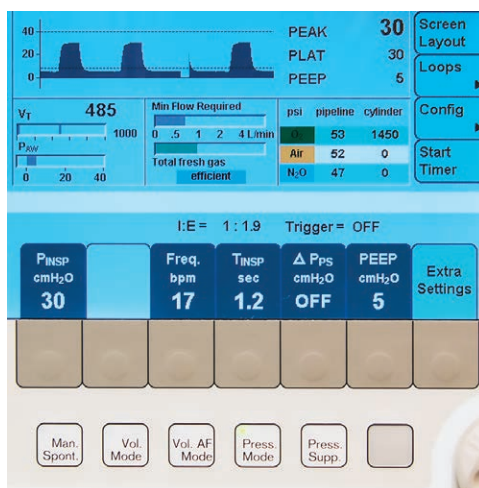 40
20
0
PEAK 30
PLAT 30
PEEP 5
Screen
Layout
Loops
Config
Start
Timer
VT 485
1000
PAW
0 20 40
Min Flow Required
0 .5 1 2 4 L/min
Total fresh gas
efficient
psi pipeline cylinder
O2 53 1450
Air 52 0
N2O 47 0
I:E = 1 : 1.9 Trigger = OFF
PINSP
cmH2O
30
Freq.
bpm
17
TINSP
sec
1.2
Δ PPS
cmH2O
OFF
PEEP
cmH2O
5
Extra
Settings
Man.
Spont.
Vol.
Mode
Vol. AF
Mode
Press.
Mode
Press.
Supp.